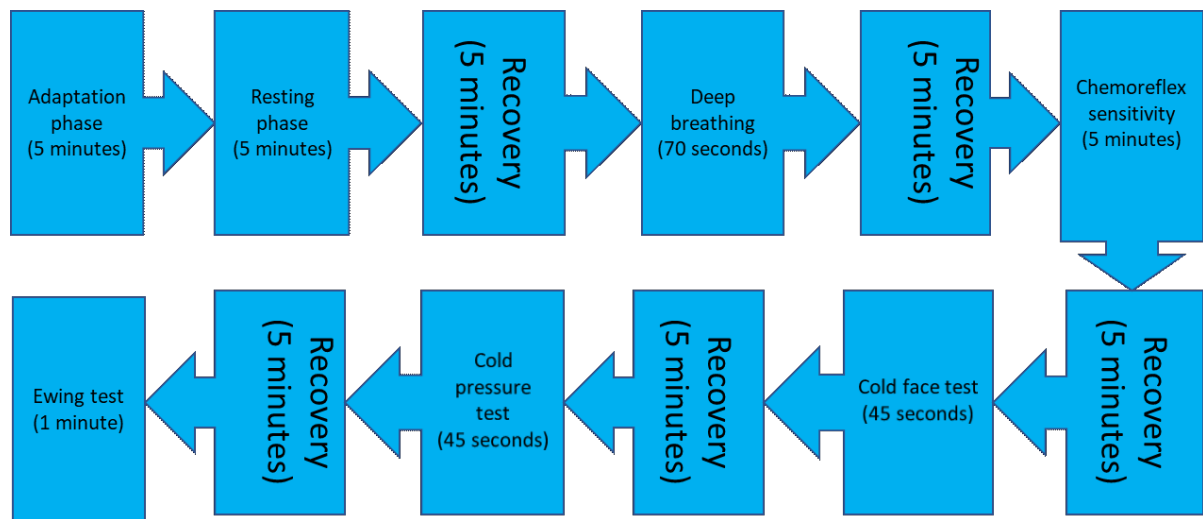 Adaptation
phase
(5 minutes)
Resting
phase
(5 minutes)
Recovery
(5 minutes)
Deep
breathing
(70 seconds)
Recovery
(5 minutes)
Chemoreflex
sensitivity
(5 minutes)
Recovery
(5 minutes)
Cold face test
(45 seconds)
Recovery
(5 minutes)
Cold
pressure
test
(45 seconds)
Recovery
(5 minutes)
Ewing test
(1 minute)